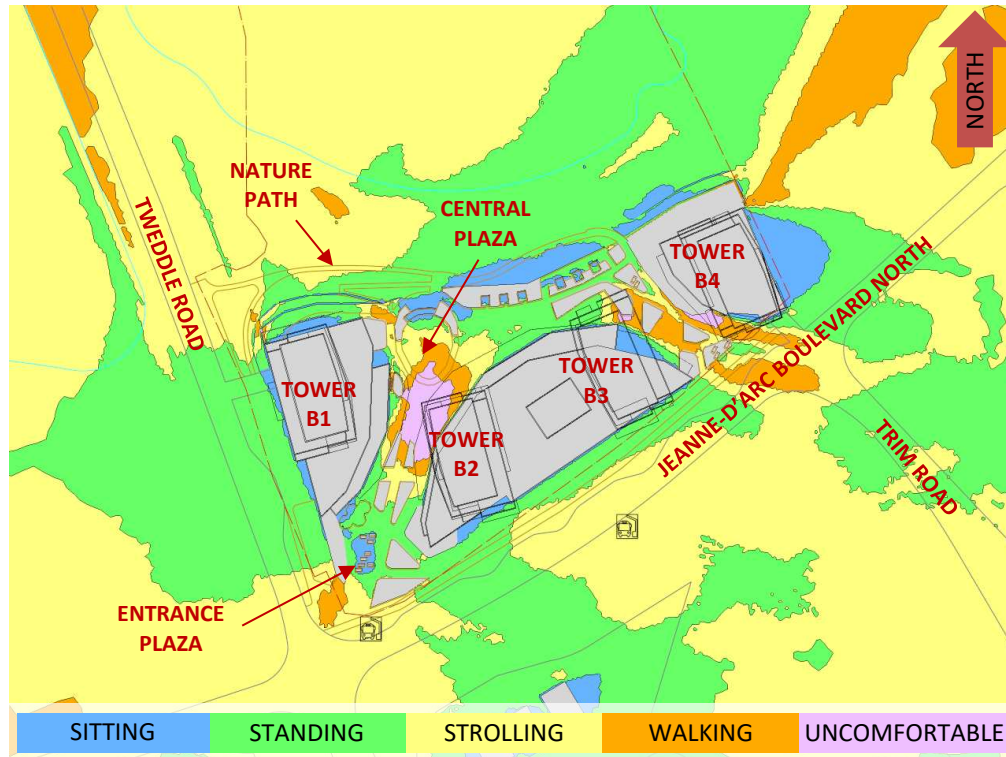 NORTH
NATURE
PATH
CENTRAL
PLAZA
TWEDDLE ROAD
TOWER
B4
TOWER
B1
TOWER
B3
TOWER
B2
JEANNE-D'ARC BOULEVARD NORTH
TRIM ROAD
ENTRANCE
PLAZA
SITTING
STANDING
STROLLING
WALKING
UNCOMFORTABLE